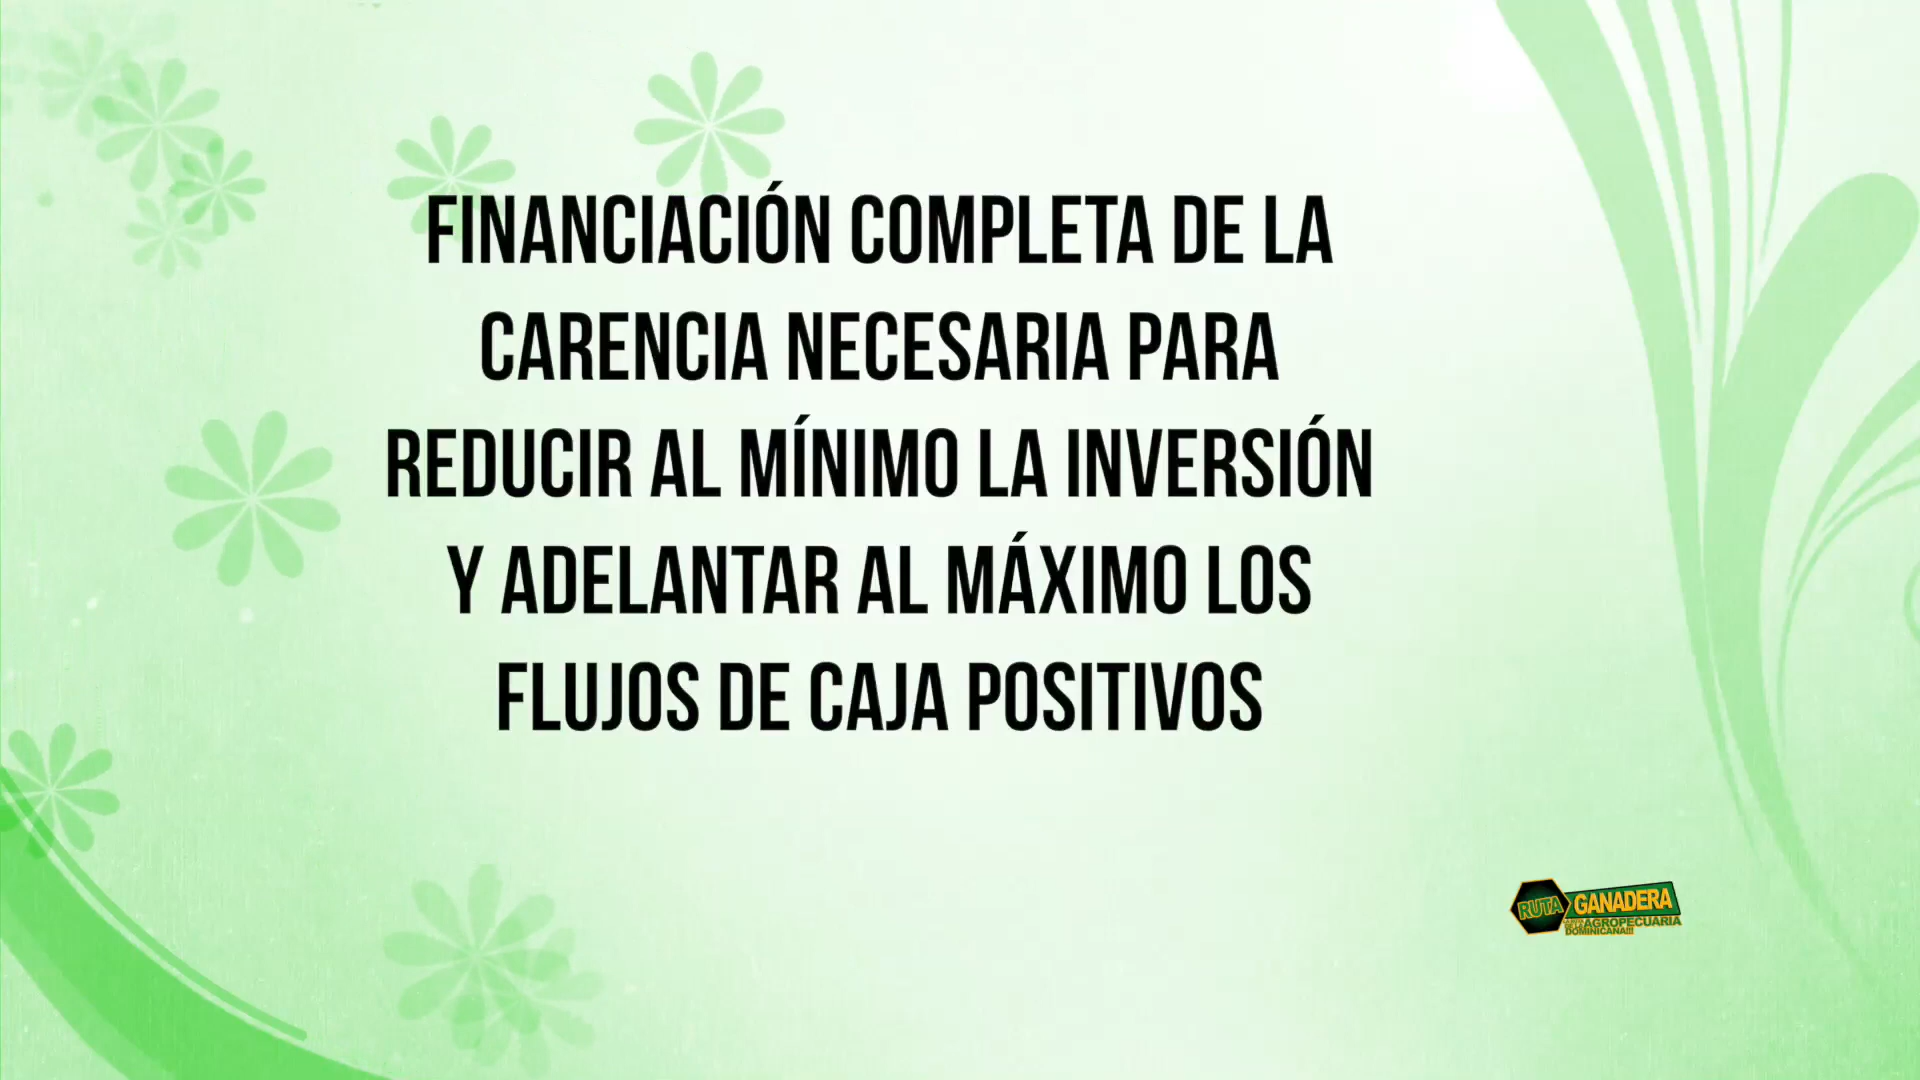 FINANCIACIÓN COMPLETA DE LA
CARENCIA NECESARIA PARA
REDUCIR AL MÍNIMO LA INVERSIÓN
Y ADELANTAR AL MÁXIMO LOS
FLUJOS DE CAJA POSITIVOS
RUTA GANADERA
AGROPECUARIA
DOMINICANA!!!